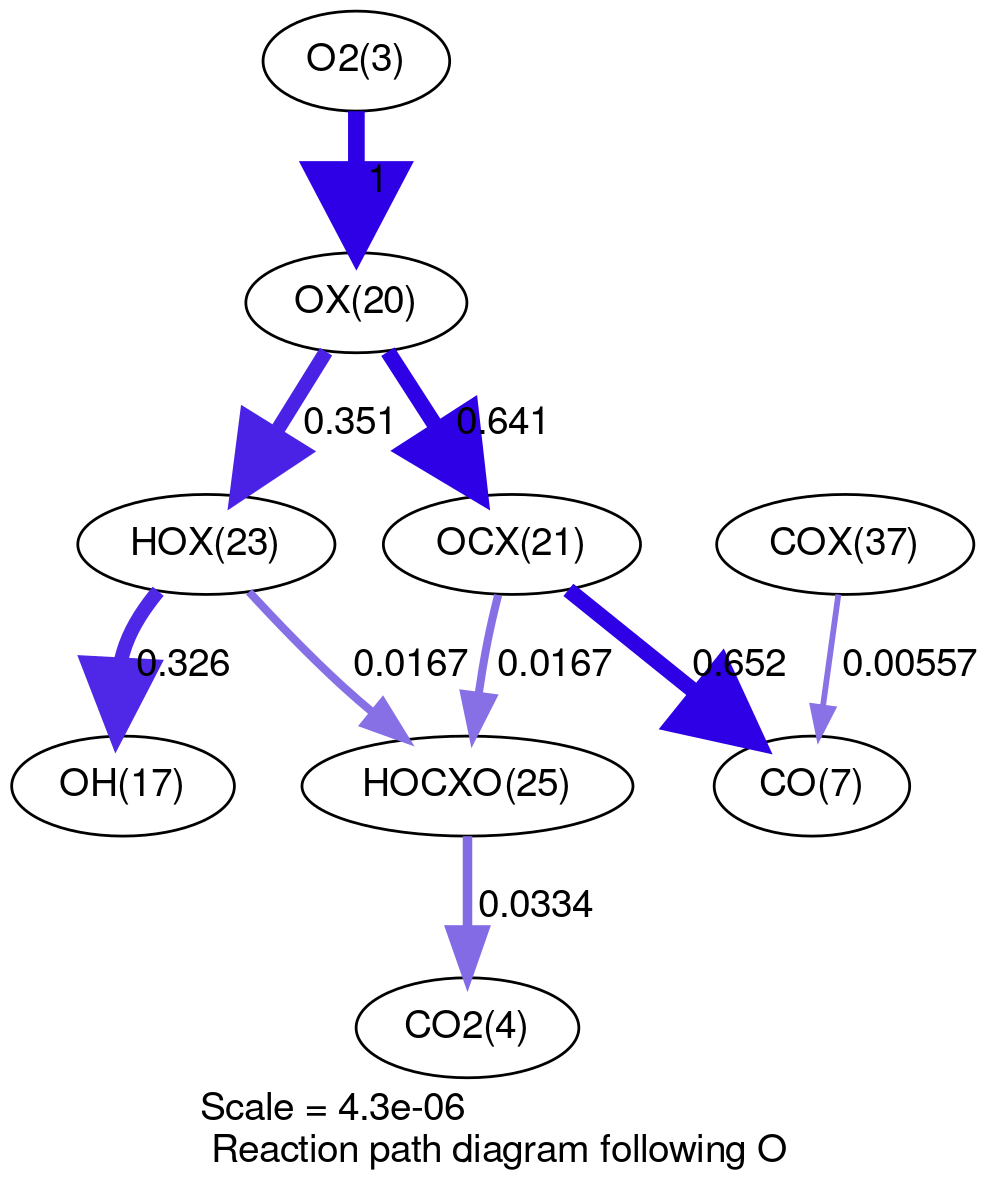 O2(3)
1
OX(20)
0.351
0.641
HOX(23)
OCX(21)
COX(37)
0.326
0.0167
0.0167
0.652
0.00557
OH(17)
HOCXO(25)
CO(7)
0.0334
CO2(4)
Scale = 4.3e-06
Reaction path diagram following O